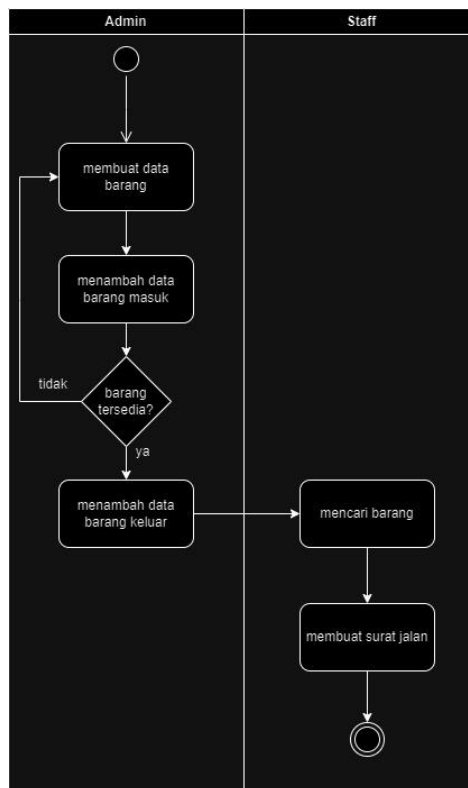 Admin
Staff
membuat data
barang
menambah data
barang masuk
tidak
barang
tersedia?
ya
menambah data
barang keluar
mencari barang
membuat surat jalan